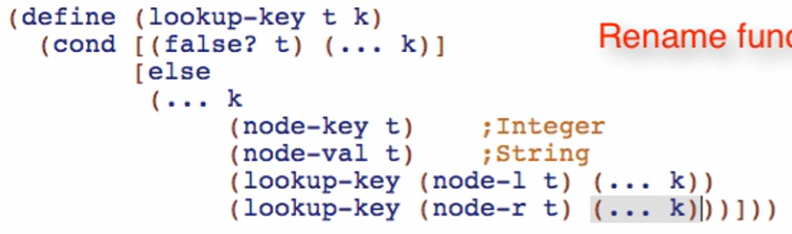 (define (lookup-key t k)
(cond [(false? t) (... k)]
[else
(... k
(node-key t) ;Integer
(node-val t) ;String
(lookup-key (node-l t) (... k))
(lookup-key (node-r t) (... k)))]))
Rename func